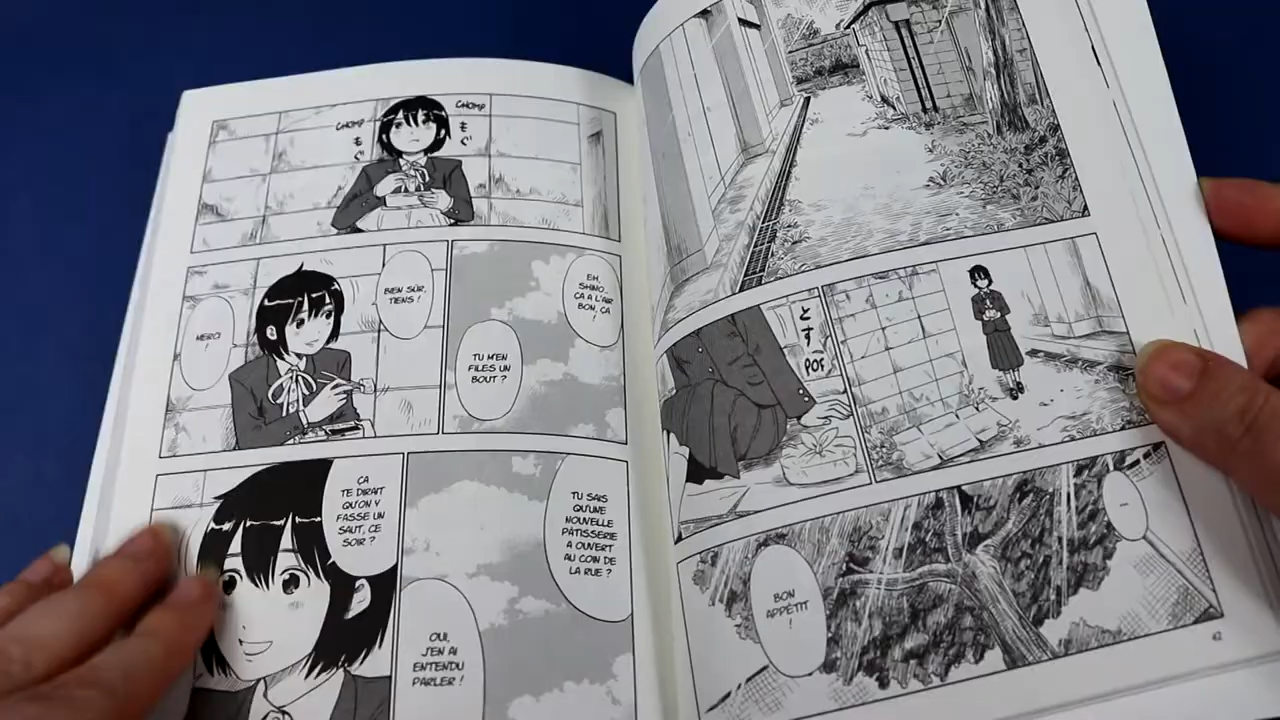 とすっ
POF
...
BON
APPÉTIT
!
42
CHOMP
もぐ
CHOMP
もぐ
EH,
SHINO...
ÇA A L'AIR
BON, ÇA
!
TU M'EN
FILES UN
BOUT ?
BIEN SÛR,
TIENS !
MERCI
!
TU SAIS
QU'UNE
NOUVELLE
PÂTISSERIE
A OUVERT
AU COIN DE
LA RUE ?
OUI,
J'EN AI
ENTENDU
PARLER !
ÇA
TE DIRAIT
QU'ON Y
FASSE UN
SAUT, CE
SOIR ?